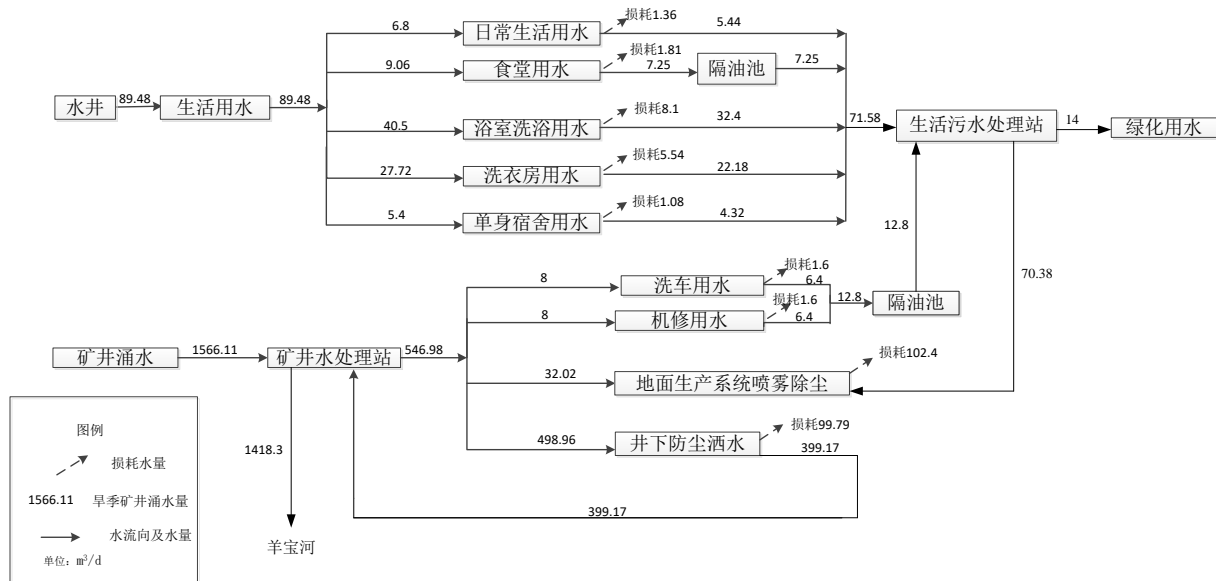 损耗1.36
6.8
日常生活用水
5.44
损耗1.81
9.06
食堂用水
7.25
隔油池
7.25
水井
89.48
生活用水
89.48
损耗8.1
40.5
浴室洗浴用水
32.4
71.58
生活污水处理站
14
绿化用水
损耗5.54
27.72
洗衣房用水
22.18
损耗1.08
5.4
单身宿舍用水
4.32
12.8
70.38
损耗1.6
8
洗车用水
6.4
12.8
隔油池
损耗1.6
8
机修用水
6.4
矿井涌水
1566.11
矿井水处理站
546.98
损耗102.4
32.02
地面生产系统喷雾除尘
损耗99.79
498.96
井下防尘洒水
399.17
1418.3
399.17
羊宝河
图例
损耗水量
1566.11 旱季矿井涌水量
水流向及水量
单位：m³/d